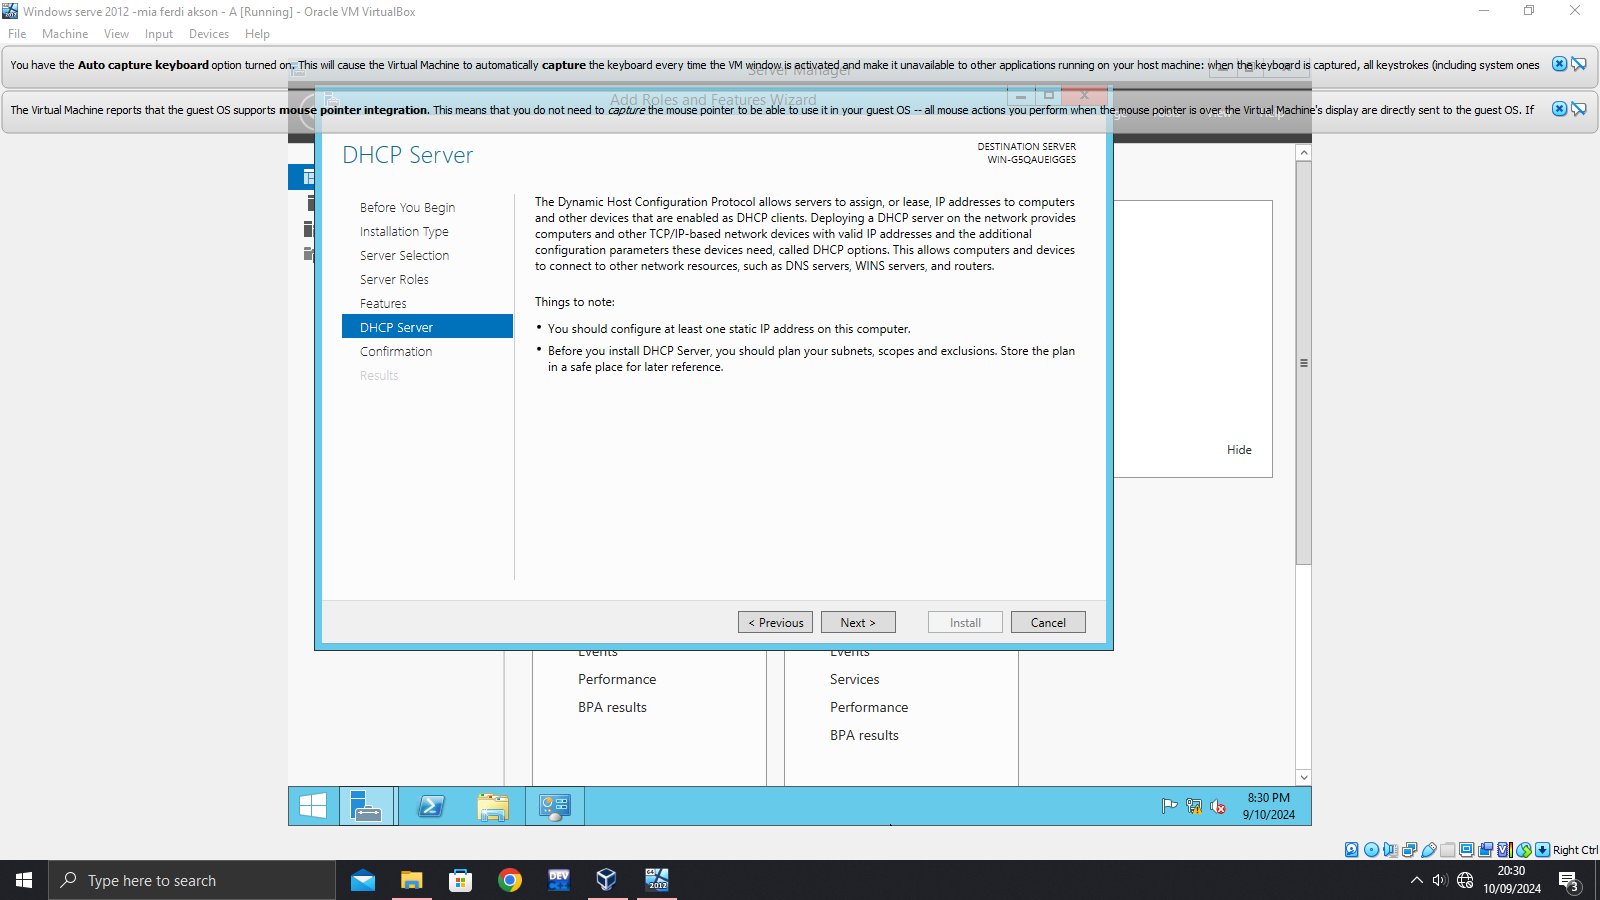 Windows serve 2012 -mia ferdi akson - A [Running] - Oracle VM VirtualBox
File Machine View Input Devices Help
You have the Auto capture keyboard option turned on. This will cause the Virtual Machine to automatically capture the keyboard every time the VM window is activated and make it unavailable to other applications running on your host machine: when the keyboard is captured, all keystrokes (including system ones
Server Manager
Add Roles and Features Wizard
The Virtual Machine reports that the guest OS supports mouse pointer integration. This means that you do not need to capture the mouse pointer to be able to use it in your guest OS -- all mouse actions you perform when the mouse pointer is over the Virtual Machine's display are directly sent to the guest OS. If
DHCP Server
DESTINATION SERVER
WIN-G5QAUEIGGES
Before You Begin
Installation Type
Server Selection
Server Roles
Features
DHCP Server
Confirmation
Results
The Dynamic Host Configuration Protocol allows servers to assign, or lease, IP addresses to computers
and other devices that are enabled as DHCP clients. Deploying a DHCP server on the network provides
computers and other TCP/IP-based network devices with valid IP addresses and the additional
configuration parameters these devices need, called DHCP options. This allows computers and devices
to connect to other network resources, such as DNS servers, WINS servers, and routers.
Things to note:
• You should configure at least one static IP address on this computer.
• Before you install DHCP Server, you should plan your subnets, scopes and exclusions. Store the plan
in a safe place for later reference.
Hide
< Previous
Next >
Install
Cancel
Events
Performance
BPA results
Events
Services
Performance
BPA results
8:30 PM
9/10/2024
Right Ctrl
Type here to search
DEV
2012
20:30
10/09/2024
3